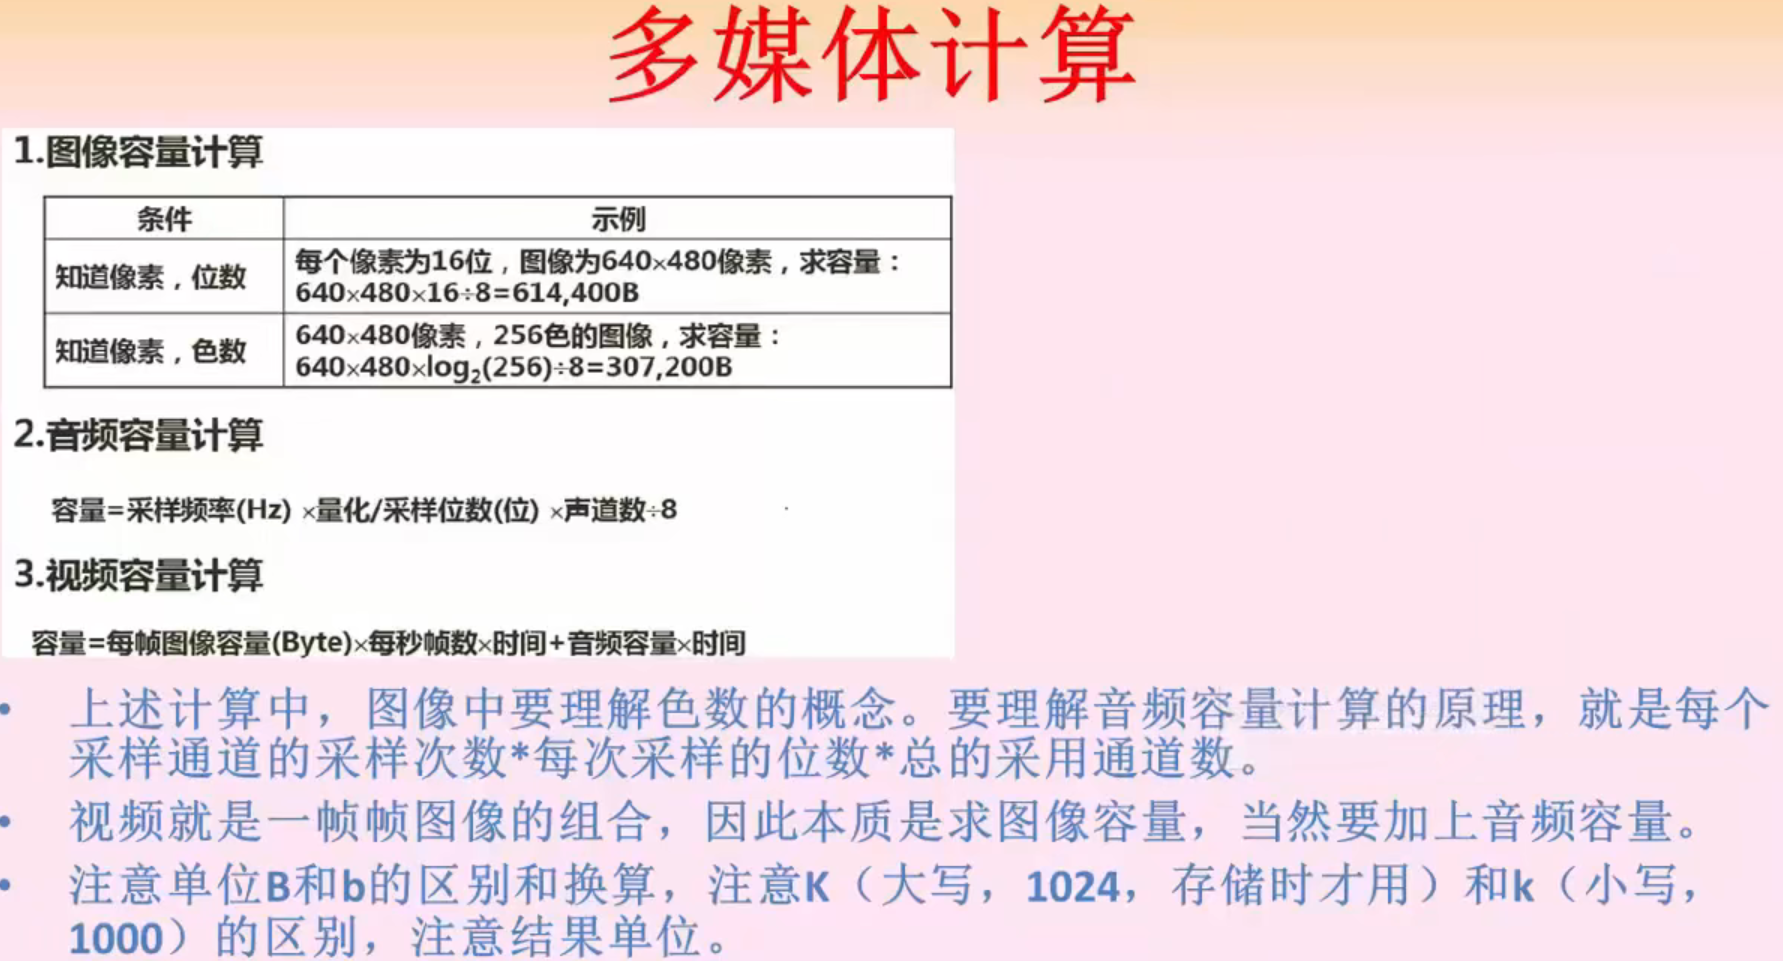 多媒体计算
1.图像容量计算
条件 示例
知道像素，位数 每个像素为16位，图像为640×480像素，求容量：
640×480×16÷8=614,400B
知道像素，色数 640×480像素，256色的图像，求容量：
640×480×log₂(256)÷8=307,200B
2.音频容量计算
容量=采样频率(Hz) ×量化/采样位数(位) ×声道数÷8
3.视频容量计算
容量=每帧图像容量(Byte)×每秒帧数×时间+音频容量×时间
• 上述计算中，图像中要理解色数的概念。要理解音频容量计算的原理，就是每个
采样通道的采样次数*每次采样的位数*总的采用通道数。
• 视频就是一帧帧图像的组合，因此本质是求图像容量，当然要加上音频容量。
• 注意单位B和b的区别和换算，注意K（大写，1024，存储时才用）和k（小写，
1000）的区别，注意结果单位。